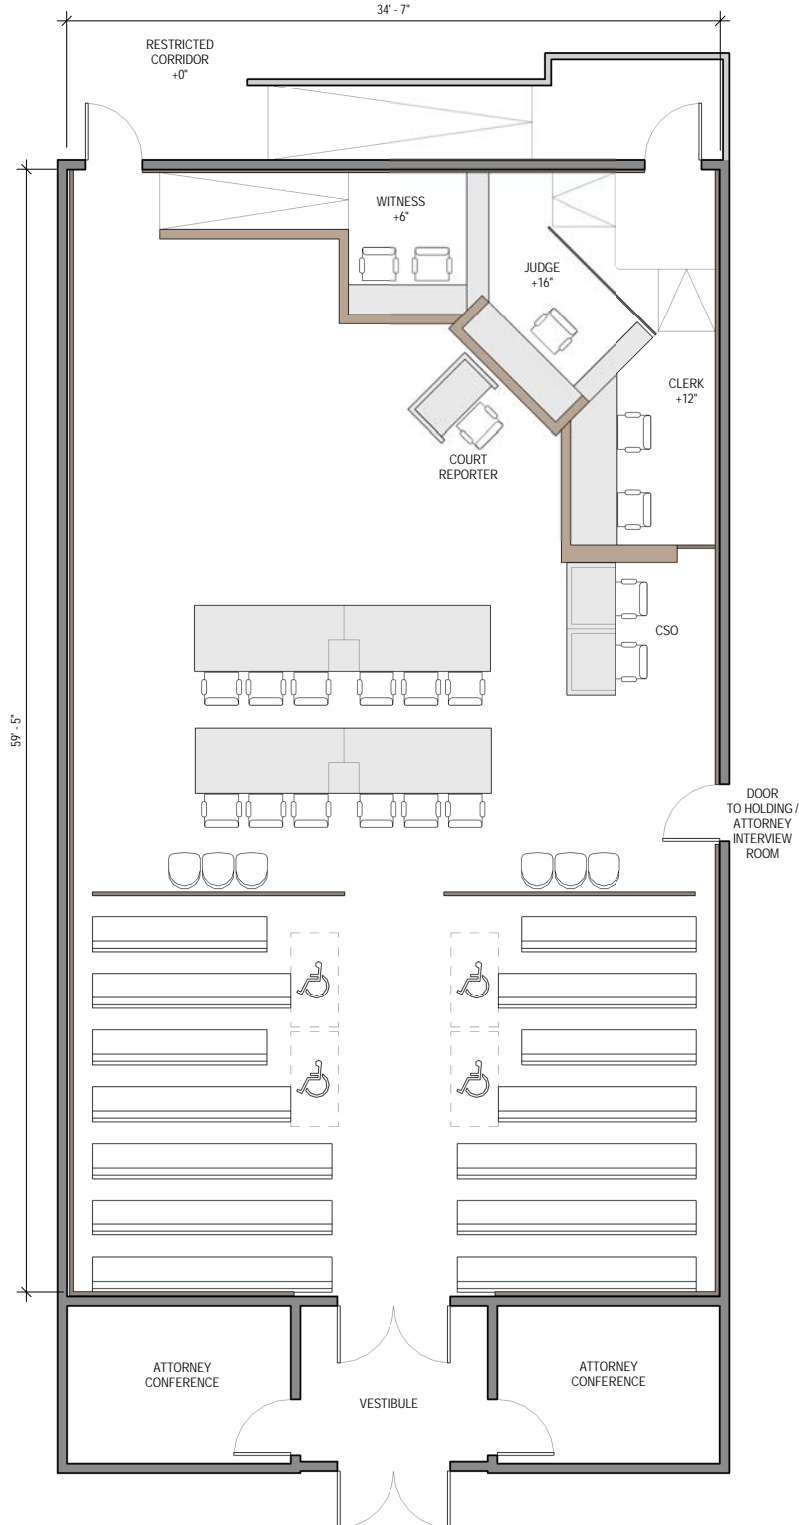 34' - 7"
RESTRICTED
CORRIDOR
+0"
WITNESS
+6"
JUDGE
+16"
CLERK
+12"
COURT
REPORTER
CSO
59' - 5"
DOOR
TO HOLDING /
ATTORNEY
INTERVIEW
ROOM
ATTORNEY
CONFERENCE
VESTIBULE
ATTORNEY
CONFERENCE